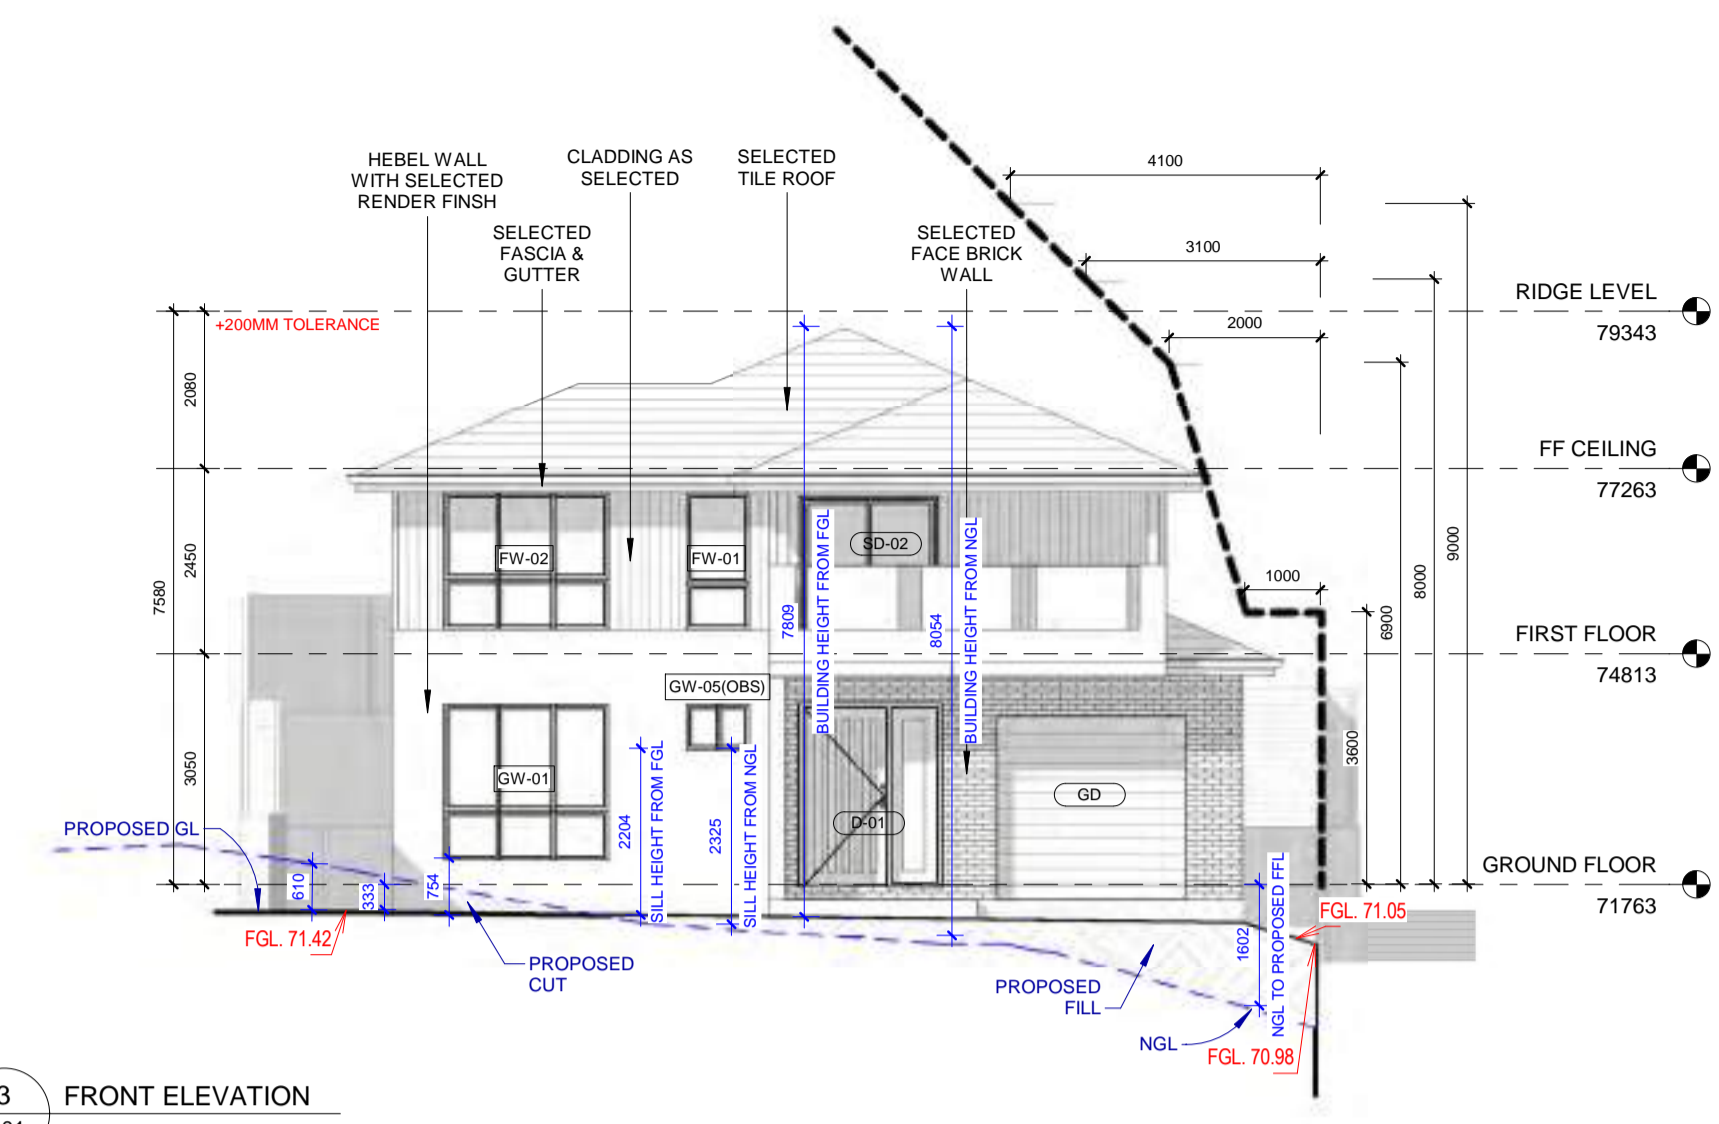 4100
HEBEL WALL
WITH SELECTED
RENDER FINSH
CLADDING AS
SELECTED
SELECTED
TILE ROOF
SELECTED
FASCIA &
GUTTER
SELECTED
FACE BRICK
WALL
3100
RIDGE LEVEL
79343
+200MM TOLERANCE
2000
2080
FF CEILING
77263
2450
7580
FW-02
FW-01
SD-02
BUILDING HEIGHT FROM FGL
7809
BUILDING HEIGHT FROM NGL
8054
1000
6900
8000
9000
FIRST FLOOR
74813
GW-05(OBS)
3050
GW-01
2204
SILL HEIGHT FROM FGL
2325
SILL HEIGHT FROM NGL
D-01
GD
3600
PROPOSED GL
610
333
754
GROUND FLOOR
71763
FGL. 71.42
FGL. 71.05
PROPOSED
CUT
PROPOSED
FILL
1602
NGL TO PROPOSED FFL
NGL
FGL. 70.98
3
FRONT ELEVATION